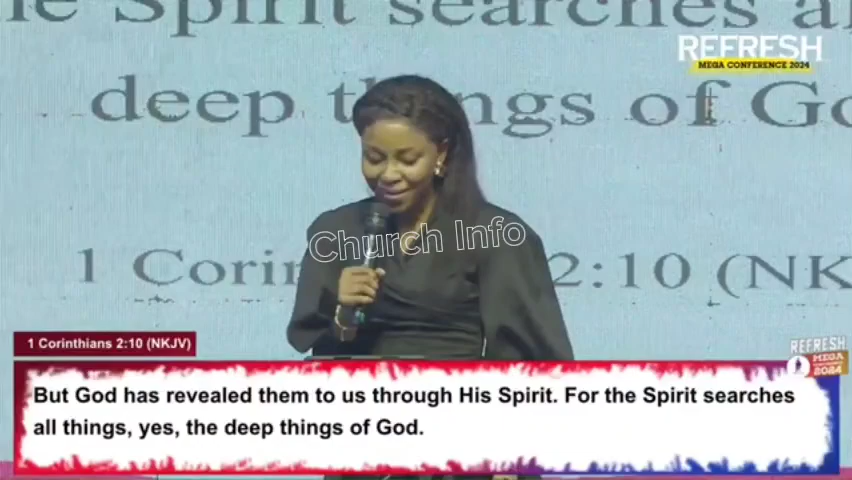 he Spirit searches al
REFRESH
MEGA CONFERENCE 2024
deep things of Go
Church Info
1 Corin 2:10 (NK
1 Corinthians 2:10 (NKJV)
REFRESH
MEGA
2024
But God has revealed them to us through His Spirit. For the Spirit searches
all things, yes, the deep things of God.